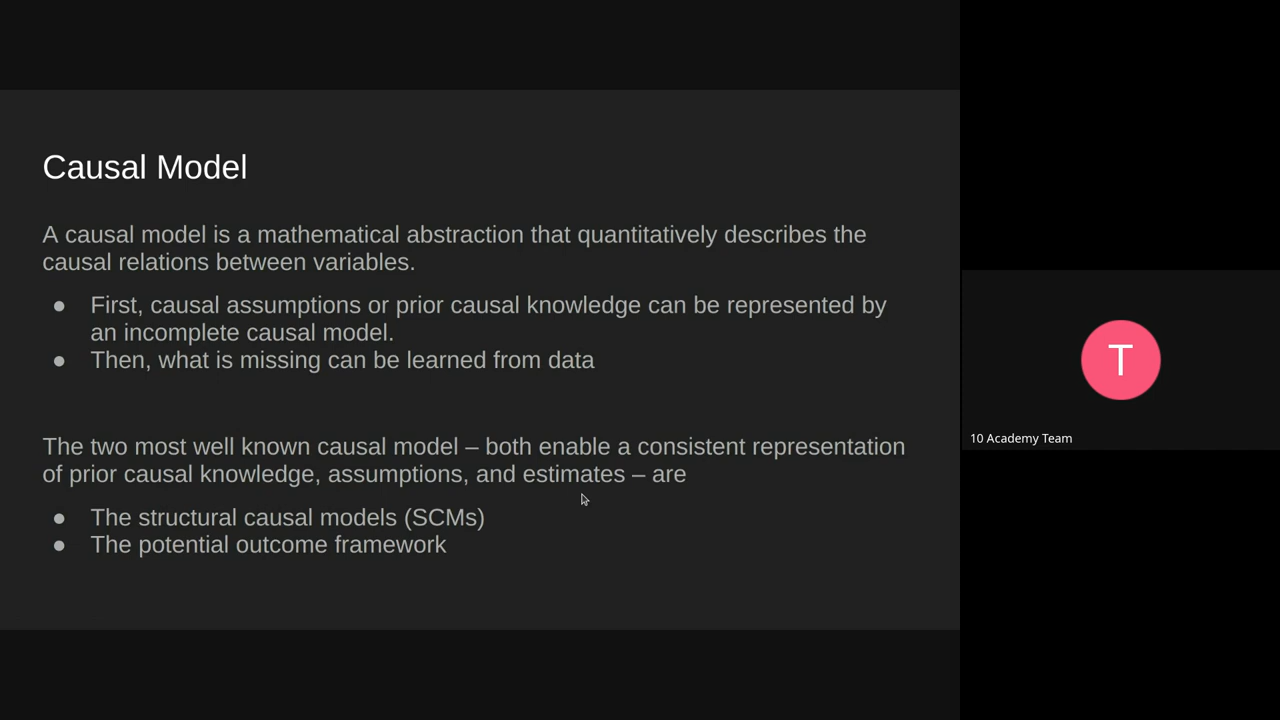 Causal Model
A causal model is a mathematical abstraction that quantitatively describes the
causal relations between variables.
● First, causal assumptions or prior causal knowledge can be represented by
an incomplete causal model.
● Then, what is missing can be learned from data
The two most well known causal model – both enable a consistent representation
of prior causal knowledge, assumptions, and estimates – are
● The structural causal models (SCMs)
● The potential outcome framework
T
10 Academy Team